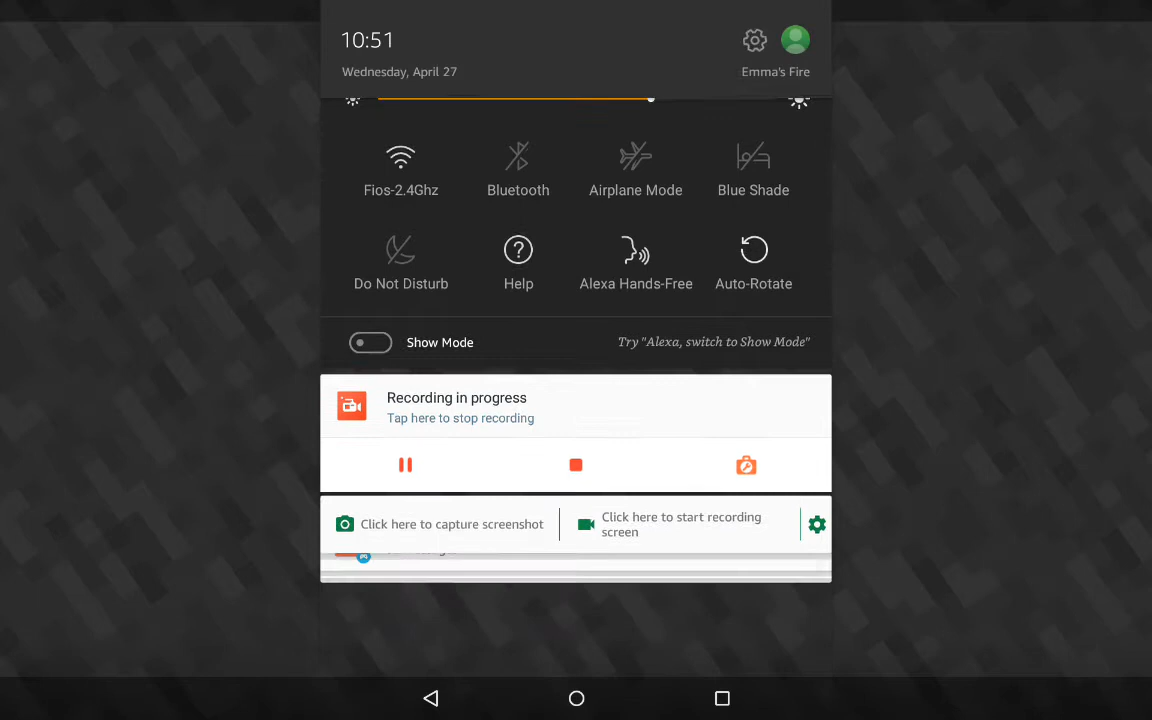 10:51
Wednesday, April 27
Emma's Fire
Fios-2.4Ghz
Bluetooth
Airplane Mode
Blue Shade
Do Not Disturb
Help
Alexa Hands-Free
Auto-Rotate
Show Mode
Try "Alexa, switch to Show Mode"
Recording in progress
Tap here to stop recording
Click here to capture screenshot
Click here to start recording
screen